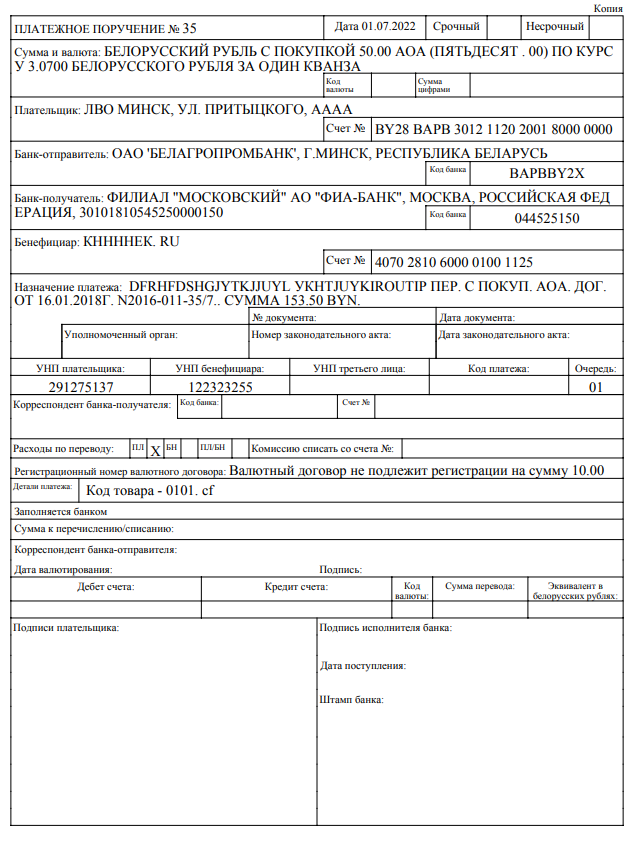 Копия
ПЛАТЕЖНОЕ ПОРУЧЕНИЕ № 35
Дата 01.07.2022
Срочный
Несрочный
Сумма и валюта: БЕЛОРУССКИЙ РУБЛЬ С ПОКУПКОЙ 50.00 AOA (ПЯТЬДЕСЯТ . 00) ПО КУРС
У 3.0700 БЕЛОРУССКОГО РУБЛЯ ЗА ОДИН КВАНЗА
Код валюты
Сумма цифрами
Плательщик: ЛВО МИНСК, УЛ. ПРИТЫЦКОГО, АААА
Счет № BY28 BAPB 3012 1120 2001 8000 0000
Банк-отправитель: ОАО 'БЕЛАГРОПРОМБАНК', Г.МИНСК, РЕСПУБЛИКА БЕЛАРУСЬ
Код банка BAPBBY2X
Банк-получатель: ФИЛИАЛ "МОСКОВСКИЙ" АО "ФИА-БАНК", МОСКВА, РОССИЙСКАЯ ФЕД
ЕРАЦИЯ, 30101810545250000150
Код банка 044525150
Бенефициар: КННННЕК. RU
Счет № 4070 2810 6000 0100 1125
Назначение платежа: DFRHFDSHGJYTKJJUYL УКНTJUYKIROUTIP ПЕР. С ПОКУП. AOA. ДОГ.
ОТ 16.01.2018Г. N2016-011-35/7.. СУММА 153.50 BYN.
№ документа:
Дата документа:
Уполномоченный орган:
Номер законодательного акта:
Дата законодательного акта:
УНП плательщика:
УНП бенефициара:
УНП третьего лица:
Код платежа:
Очередь:
291275137
122323255
01
Корреспондент банка-получателя:
Код банка:
Счет №
Расходы по переводу:
ПЛ X
БН
ПЛ/БН
Комиссию списать со счета №:
Регистрационный номер валютного договора: Валютный договор не подлежит регистрации на сумму 10.00
Детали платежа: Код товара - 0101. cf
Заполняется банком
Сумма к перечислению/списанию:
Корреспондент банка-отправителя:
Дата валютирования:
Подпись:
Дебет счета:
Кредит счета:
Код валюты:
Сумма перевода:
Эквивалент в белорусских рублях:
Подписи плательщика:
Подпись исполнителя банка:
Дата поступления:
Штамп банка: